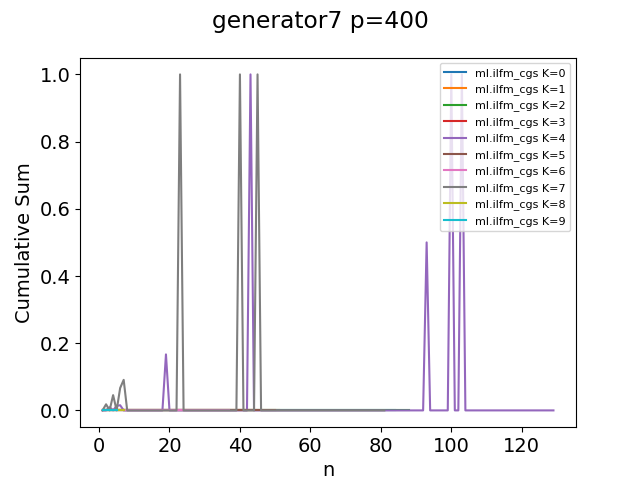 generator7 p=400
Cumulative Sum
1.0
0.8
0.6
0.4
0.2
0.0
0 20 40 60 80 100 120
n
ml.ilfm_cgs K=0
ml.ilfm_cgs K=1
ml.ilfm_cgs K=2
ml.ilfm_cgs K=3
ml.ilfm_cgs K=4
ml.ilfm_cgs K=5
ml.ilfm_cgs K=6
ml.ilfm_cgs K=7
ml.ilfm_cgs K=8
ml.ilfm_cgs K=9